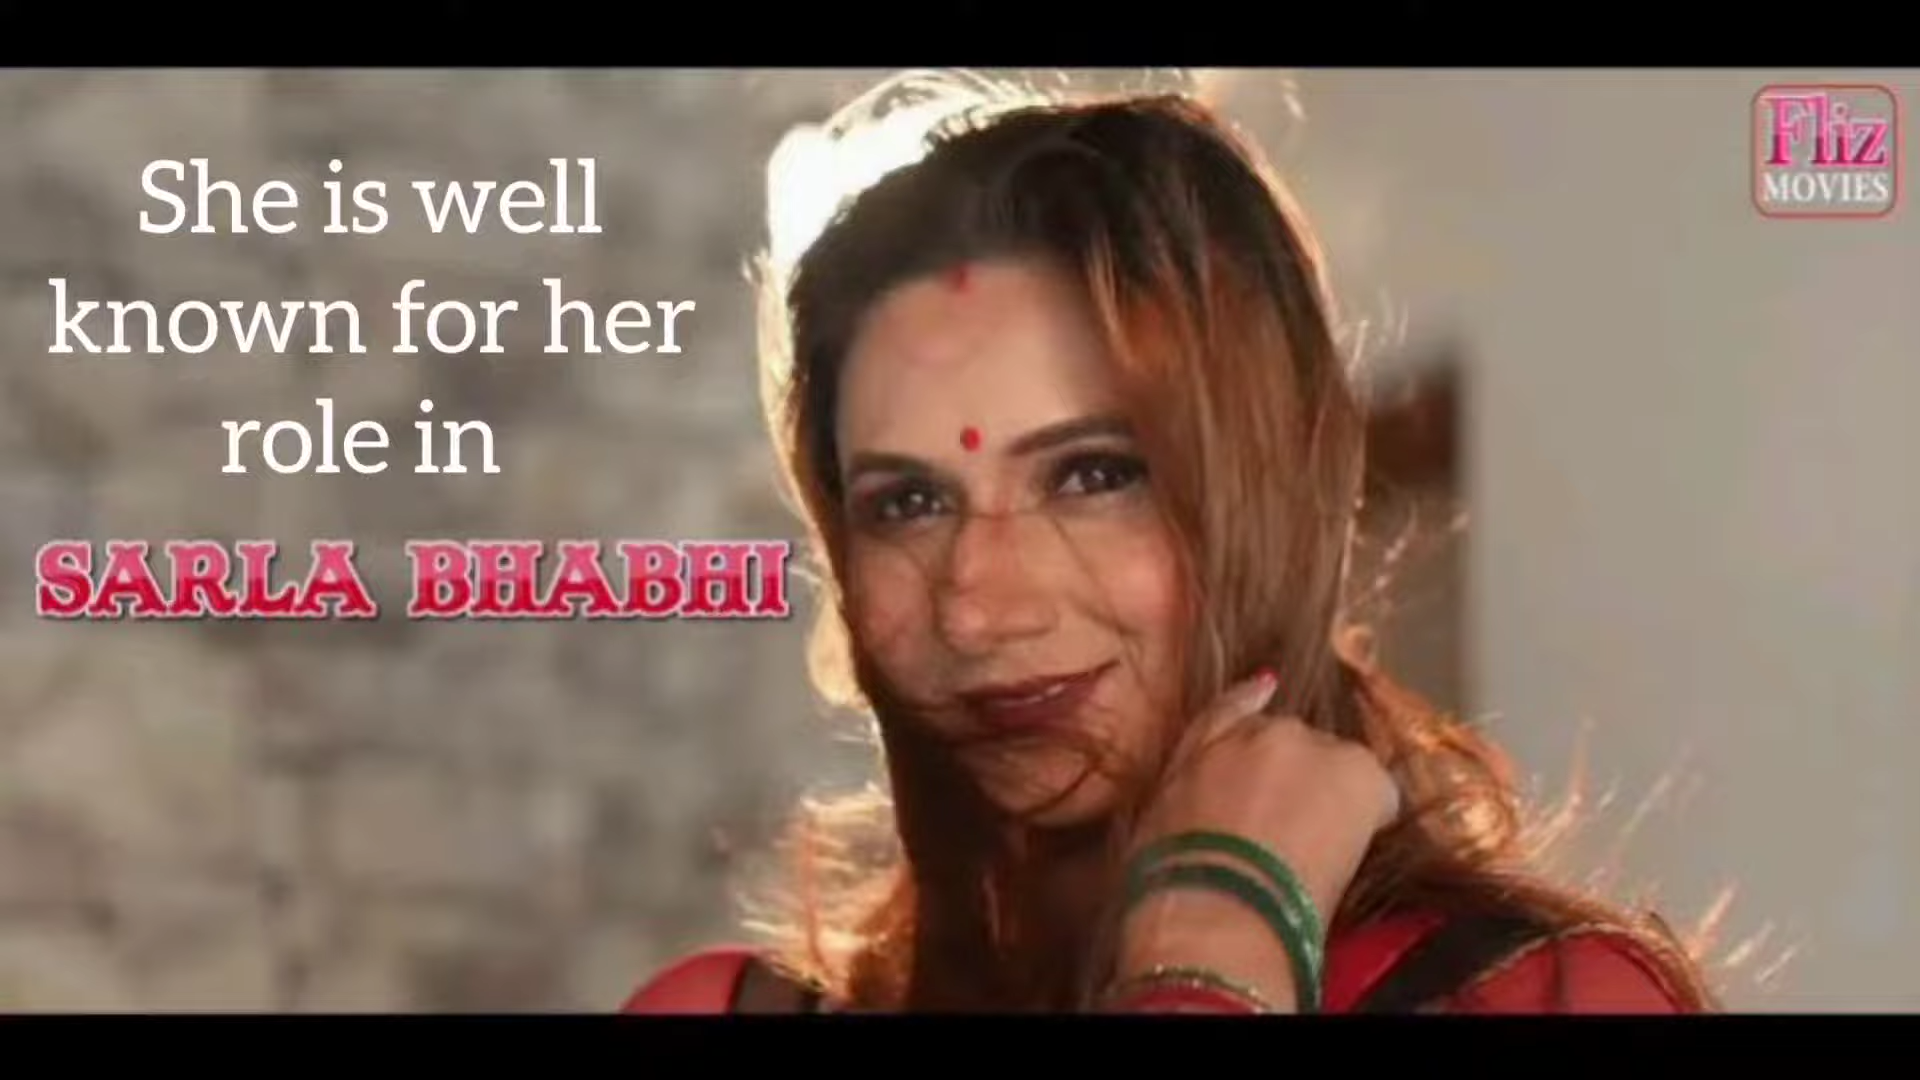 Fliz
MOVIES
She is well
known for her
role in
SARLA BHABHI